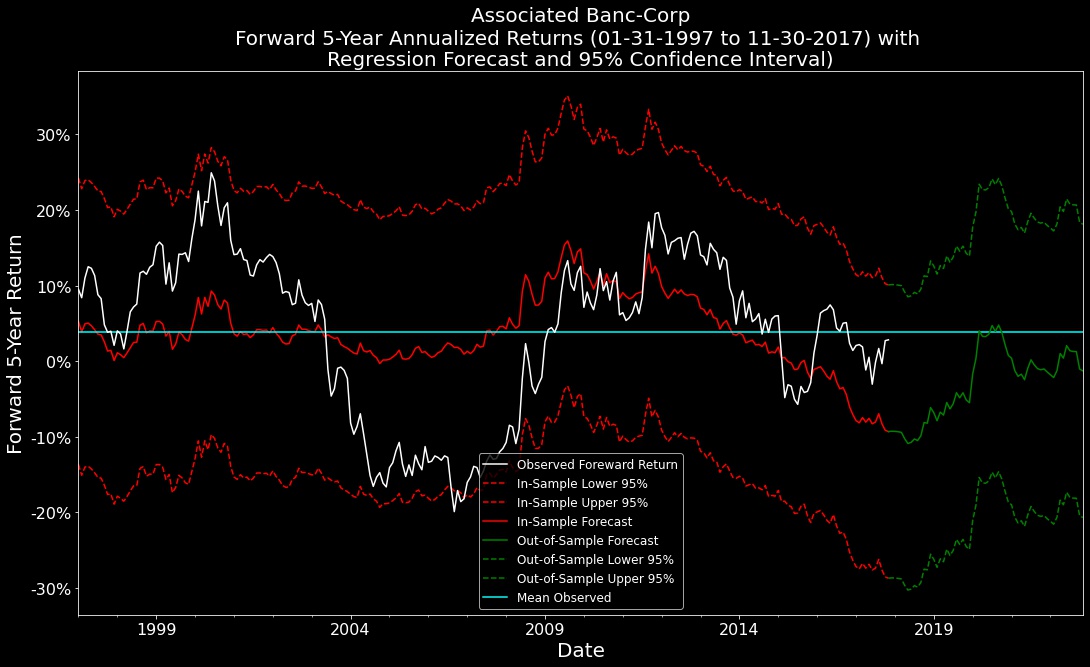 Associated Banc-Corp
Forward 5-Year Annualized Returns (01-31-1997 to 11-30-2017) with
Regression Forecast and 95% Confidence Interval)
Forward 5-Year Return
30%
20%
10%
0%
-10%
-20%
-30%
Observed Foreward Return
In-Sample Lower 95%
In-Sample Upper 95%
In-Sample Forecast
Out-of-Sample Forecast
Out-of-Sample Lower 95%
Out-of-Sample Upper 95%
Mean Observed
1999
2004
2009
2014
2019
Date